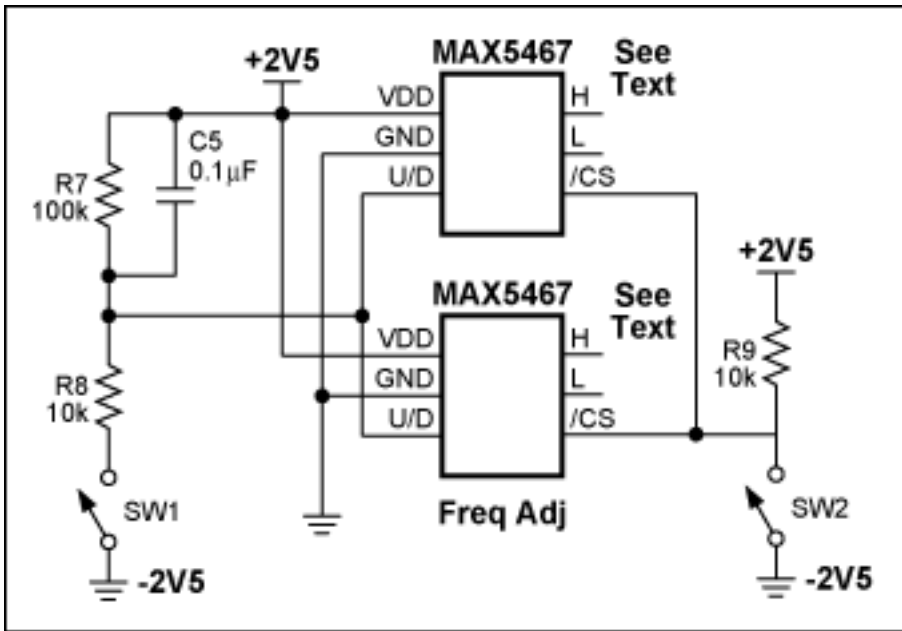 +2V5
MAX5467
See
Text
VDD
GND
U/D
H
L
/CS
C5
0.1µF
R7
100k
+2V5
MAX5467
See
Text
VDD
GND
U/D
H
L
/CS
R9
10k
R8
10k
SW1
-2V5
Freq Adj
SW2
-2V5